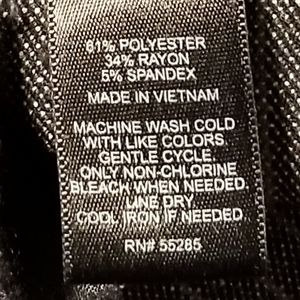 61% POLYESTER
34% RAYON
5% SPANDEX
MADE IN VIETNAM
MACHINE WASH COLD
WITH LIKE COLORS.
GENTLE CYCLE.
ONLY NON-CHLORINE
BLEACH WHEN NEEDED.
LINE DRY
COOL IRON IF NEEDED
RN# 55285